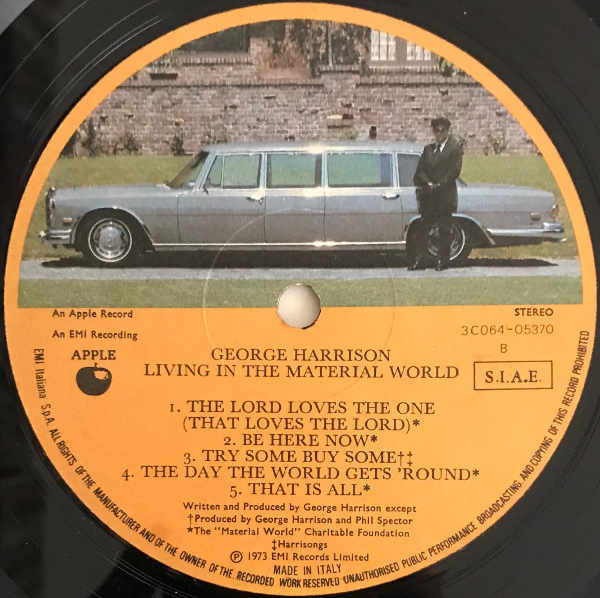 An Apple Record
STEREO
An EMI Recording
3C064-05370
B
APPLE
S.I.A.E.
GEORGE HARRISON
LIVING IN THE MATERIAL WORLD
1. THE LORD LOVES THE ONE
(THAT LOVES THE LORD)*
2. BE HERE NOW*
3. TRY SOME BUY SOME†‡
4. THE DAY THE WORLD GETS 'ROUND*
5. THAT IS ALL*
Written and Produced by George Harrison except
†Produced by George Harrison and Phil Spector
*The "Material World" Charitable Foundation
‡Harrisongs
℗ 1973 EMI Records Limited
MADE IN ITALY
EMI Italiana S.p.A. ALL RIGHTS OF THE MANUFACTURER AND OF THE OWNER OF THE RECORDED WORK RESERVED UNAUTHORISED PUBLIC PERFORMANCE BROADCASTING AND COPYING OF THIS RECORD PROHIBITED